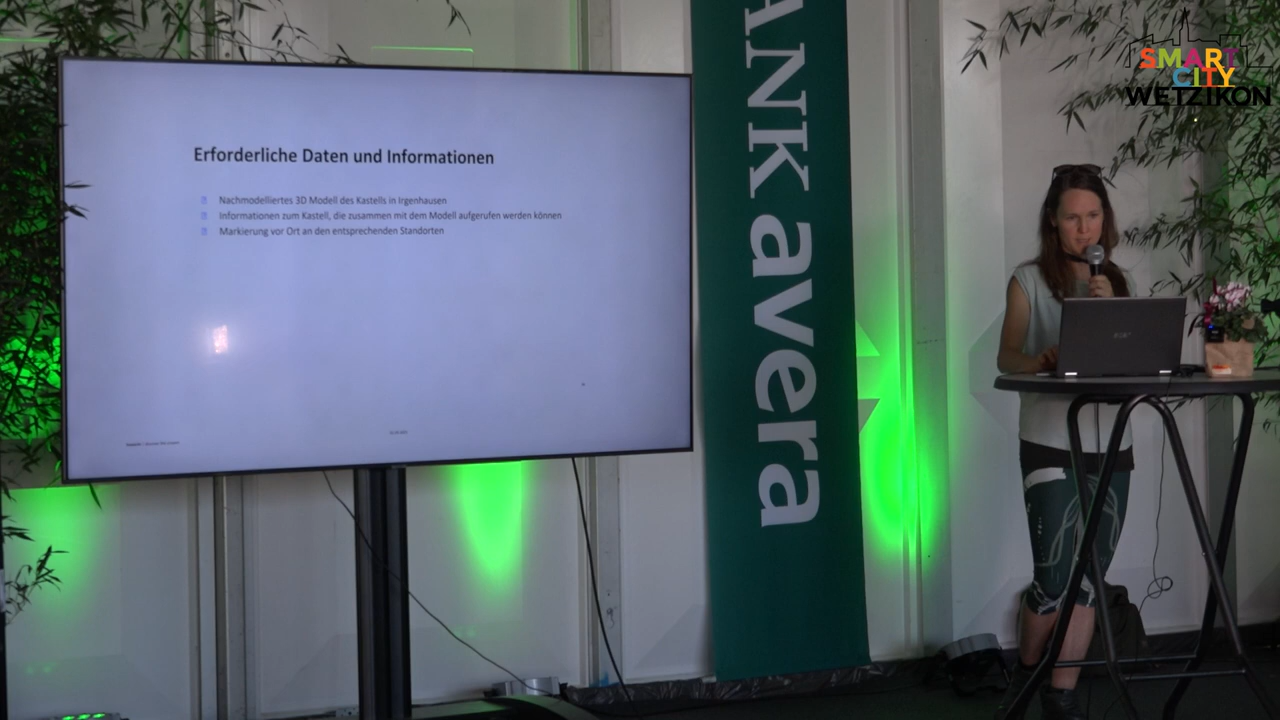 Erforderliche Daten und Informationen
Nachmodelliertes 3D Modell des Kastells in Irgenhausen
Informationen zum Kastell, die zusammen mit dem Modell aufgerufen werden können
Markierung vor Ort an den entsprechenden Standorten
ANK avera
SMART
CITY
WETZIKON
acer